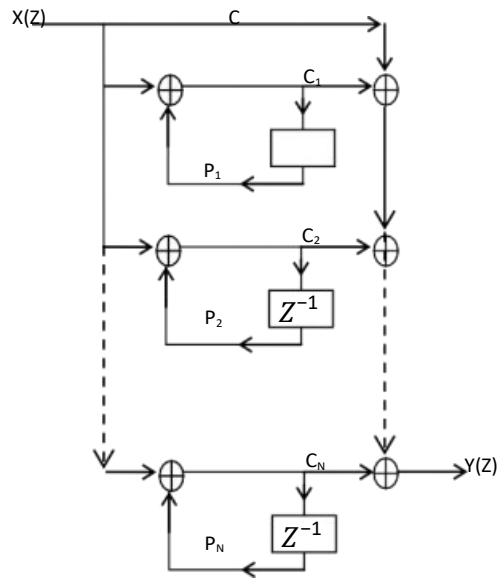 X(Z) C
C₁
P₁
C₂
Z⁻¹
P₂
C_N
Y(Z)
Z⁻¹
P_N